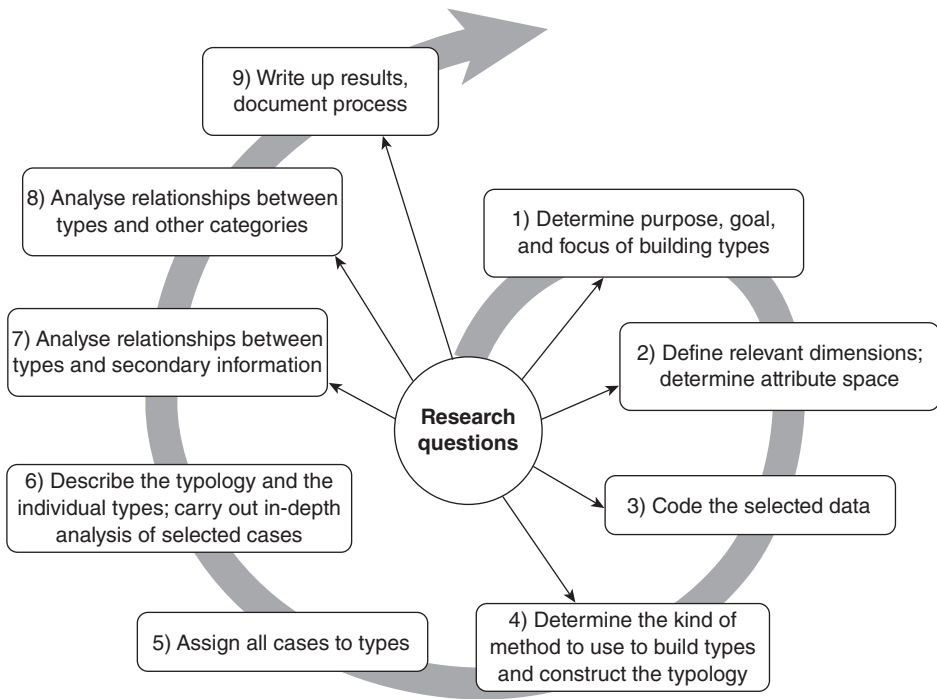 9) Write up results,
document process
8) Analyse relationships between
types and other categories
1) Determine purpose, goal,
and focus of building types
7) Analyse relationships between
types and secondary information
2) Define relevant dimensions;
determine attribute space
Research
questions
6) Describe the typology and the
individual types; carry out in-depth
analysis of selected cases
3) Code the selected data
5) Assign all cases to types
4) Determine the kind of
method to use to build types
and construct the typology